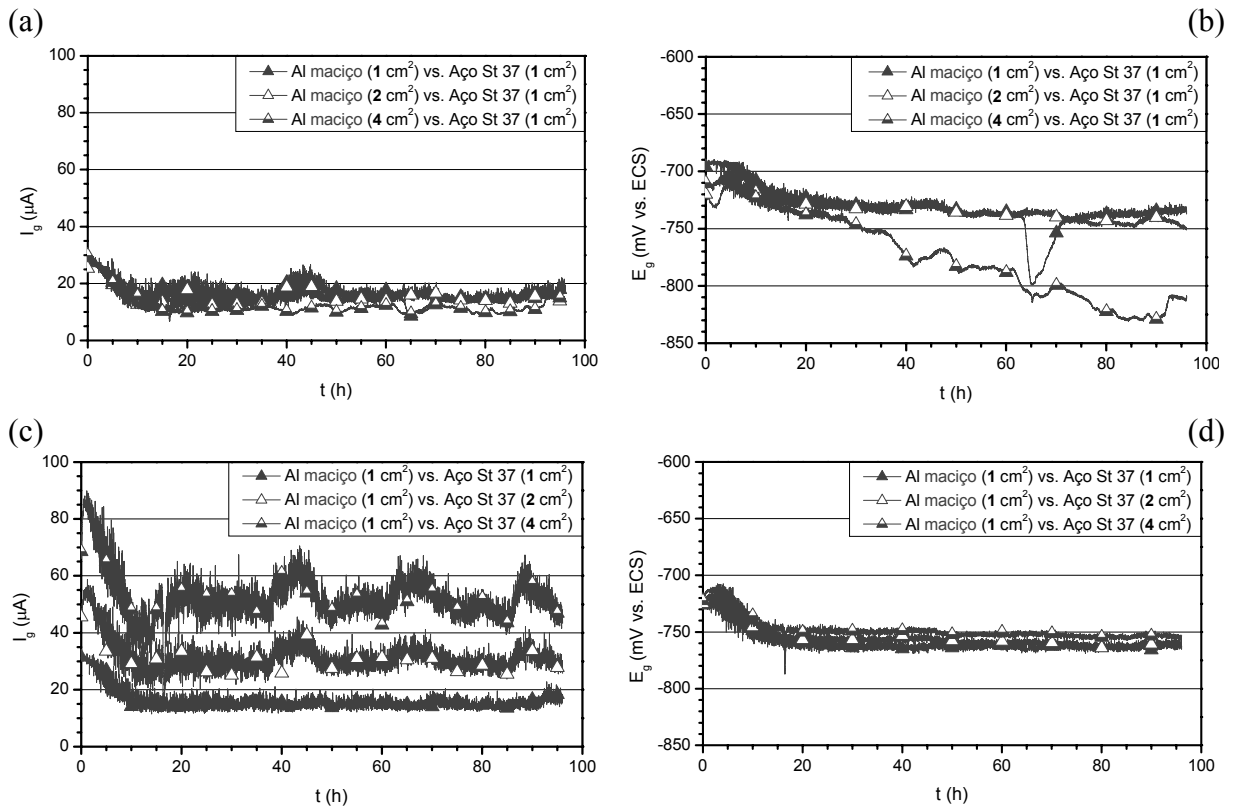 (a)
100
80
60
40
20
0
I_g (μA)
Al maciço (1 cm²) vs. Aço St 37 (1 cm²)
Al maciço (2 cm²) vs. Aço St 37 (1 cm²)
Al maciço (4 cm²) vs. Aço St 37 (1 cm²)
0 20 40 60 80 100
t (h)
(b)
-600
-650
-700
-750
-800
-850
E_g (mV vs. ECS)
Al maciço (1 cm²) vs. Aço St 37 (1 cm²)
Al maciço (2 cm²) vs. Aço St 37 (1 cm²)
Al maciço (4 cm²) vs. Aço St 37 (1 cm²)
0 20 40 60 80 100
t (h)
(c)
100
80
60
40
20
0
I_g (μA)
Al maciço (1 cm²) vs. Aço St 37 (1 cm²)
Al maciço (1 cm²) vs. Aço St 37 (2 cm²)
Al maciço (1 cm²) vs. Aço St 37 (4 cm²)
0 20 40 60 80 100
t (h)
(d)
-600
-650
-700
-750
-800
-850
E_g (mV vs. ECS)
Al maciço (1 cm²) vs. Aço St 37 (1 cm²)
Al maciço (1 cm²) vs. Aço St 37 (2 cm²)
Al maciço (1 cm²) vs. Aço St 37 (4 cm²)
0 20 40 60 80 100
t (h)